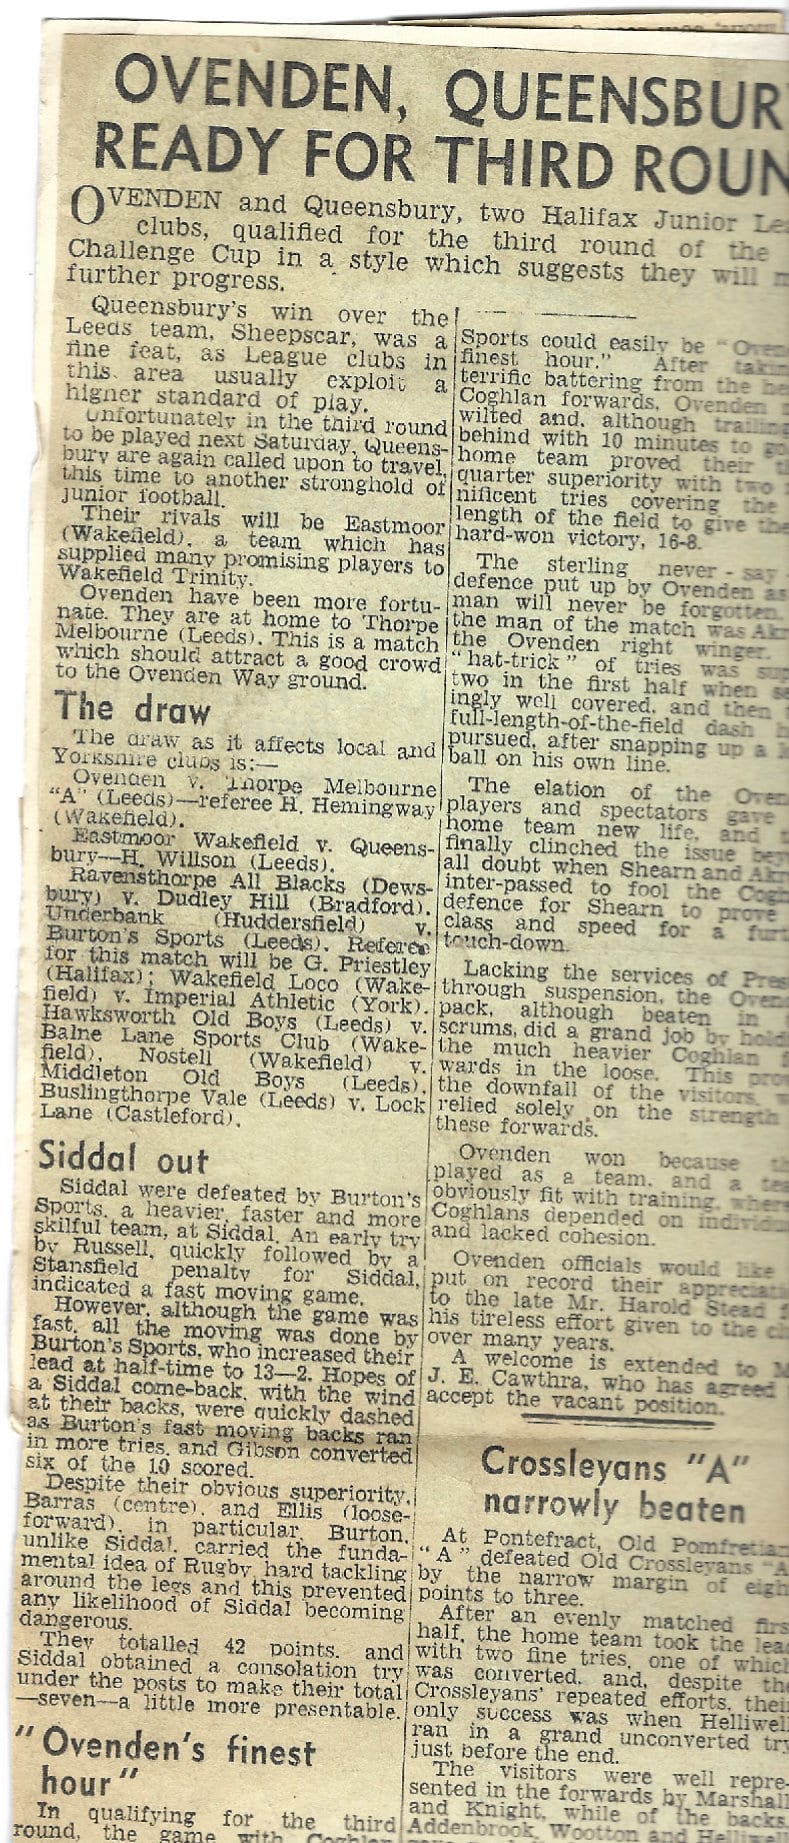 OVENDEN, QUEENSBUR
READY FOR THIRD ROUN
OVENDEN and Queensbury, two Halifax Junior Lea
clubs, qualified for the third round of the
Challenge Cup in a style which suggests they will m
further progress.
Queensbury's win over the
Leeds team, Sheepscar, was a
fine feat, as League clubs in
this area usually exploit a
higher standard of play.
Unfortunately in the third round
to be played next Saturday, Queens-
bury are again called upon to travel,
this time to another stronghold of
junior football.
Their rivals will be Eastmoor
(Wakefield), a team which has
supplied many promising players to
Wakefield Trinity.
Ovenden have been more fortu-
nate. They are at home to Thorpe
Melbourne (Leeds). This is a match
which should attract a good crowd
to the Ovenden Way ground.
The draw
The draw as it affects local and
Yorkshire clubs is:—
Ovenden v. Thorpe Melbourne
"A" (Leeds)—referee H. Hemingway
(Wakefield).
Eastmoor Wakefield v. Queens-
bury—H. Willson (Leeds).
Ravensthorpe All Blacks (Dews-
bury) v. Dudley Hill (Bradford).
Underbank (Huddersfield) v.
Burton's Sports (Leeds). Referee
for this match will be G. Priestley
(Halifax); Wakefield Loco (Wake-
field) v. Imperial Athletic (York).
Hawksworth Old Boys (Leeds) v.
Balne Lane Sports Club (Wake-
field), Nostell (Wakefield) v.
Middleton Old Boys (Leeds).
Buslingthorpe Vale (Leeds) v. Lock
Lane (Castleford).
Siddal out
Siddal were defeated by Burton's
Sports, a heavier, faster and more
skilful team, at Siddal. An early try
by Russell, quickly followed by a
Stansfield penalty for Siddal,
indicated a fast moving game.
However, although the game was
fast, all the moving was done by
Burton's Sports, who increased their
lead at half-time to 13—2. Hopes of
a Siddal come-back, with the wind
at their backs, were quickly dashed
as Burton's fast moving backs ran
in more tries, and Gibson converted
six of the 10 scored.
Despite their obvious superiority,
Barras (centre), and Ellis (loose-
forward), in particular, Burton,
unlike Siddal, carried the funda-
mental idea of Rugby, hard tackling
around the legs and this prevented
any likelihood of Siddal becoming
dangerous.
They totalled 42 points, and
Siddal obtained a consolation try
under the posts to make their total
—seven—a little more presentable.
"Ovenden's finest
hour"
In qualifying for the third
round, the game with Coghlan
Sports could easily be "Oven
finest hour." After takin
terrific battering from the he
Coghlan forwards, Ovenden
wilted and, although trailing
behind with 10 minutes to go
home team proved their th
quarter superiority with two
nificent tries covering the
length of the field to give the
hard-won victory, 16-8.
The sterling never-say
defence put up by Ovenden as
man will never be forgotten.
the man of the match was Akr
the Ovenden right winger.
"hat-trick" of tries was sup
two in the first half when se
ingly well covered, and then
full-length-of-the-field dash h
pursued, after snapping up a l
ball on his own line.
The elation of the Oven
players and spectators gave
home team new life, and
finally clinched the issue bey
all doubt when Shearn and Akr
inter-passed to fool the Cogh
defence for Shearn to prove
class and speed for a furt
touch-down.
Lacking the services of Pres
through suspension, the Ovend
pack, although beaten in
scrums, did a grand job by hold
the much heavier Coghlan f
wards in the loose. This prov
the downfall of the visitors, w
relied solely on the strength
these forwards.
Ovenden won because th
played as a team, and a tea
obviously fit with training, where
Coghlans depended on individu
and lacked cohesion.
Ovenden officials would like
put on record their appreciati
to the late Mr. Harold Stead f
his tireless effort given to the cl
over many years.
A welcome is extended to M
J. E. Cawthra, who has agreed
accept the vacant position.
Crossleyans "A"
narrowly beaten
At Pontefract, Old Pomfretian
"A" defeated Old Crossleyans "A
by the narrow margin of eigh
points to three.
After an evenly matched firs
half, the home team took the lead
with two fine tries, one of which
was converted, and, despite the
Crossleyans' repeated efforts, their
only success was when Helliwell
ran in a grand unconverted try
just before the end.
The visitors were well repre-
sented in the forwards by Marshall
and Knight, while of the backs,
Addenbrook, Wootton and Helliwell